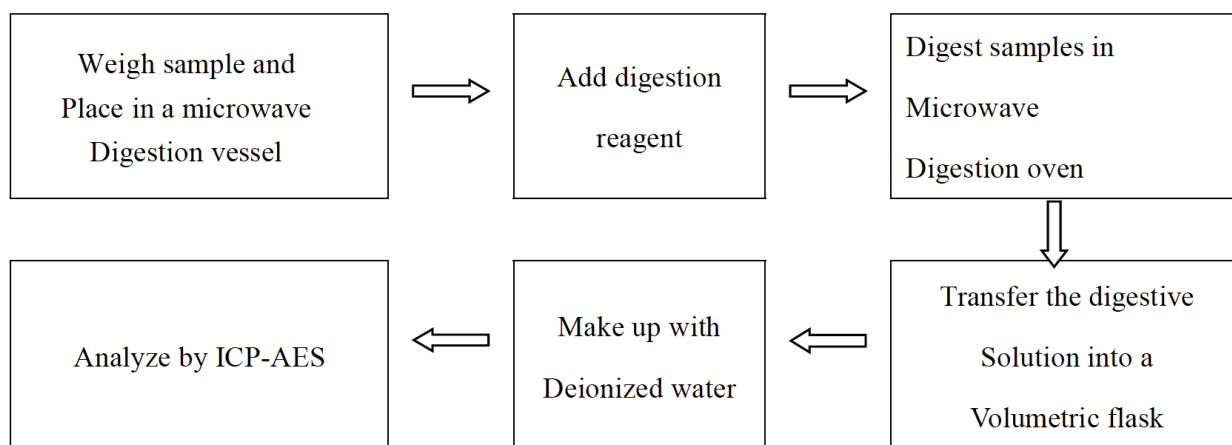 Weigh sample and
Place in a microwave
Digestion vessel
Add digestion
reagent
Digest samples in
Microwave
Digestion oven
Transfer the digestive
Solution into a
Volumetric flask
Make up with
Deionized water
Analyze by ICP-AES